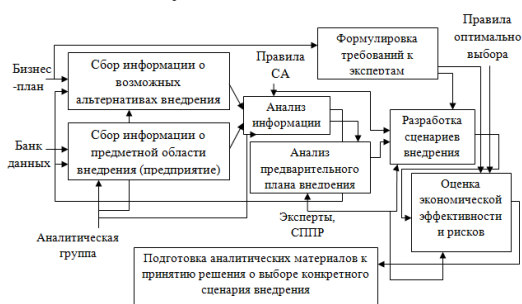 Правила
оптимально
выбора
Формулировка
требований к
экспертам
Правила
СА
Бизнес
-план
Сбор информации о
возможных
альтернативах внедрения
Анализ
информации
Разработка
сценариев
внедрения
Банк
данных
Сбор информации о
предметной области
внедрения (предприятие)
Анализ
предварительного
плана внедрения
Оценка
экономической
эффективности
и рисков
Эксперты,
СППР
Аналитическая
группа
Подготовка аналитических материалов к
принятию решения о выборе конкретного
сценария внедрения